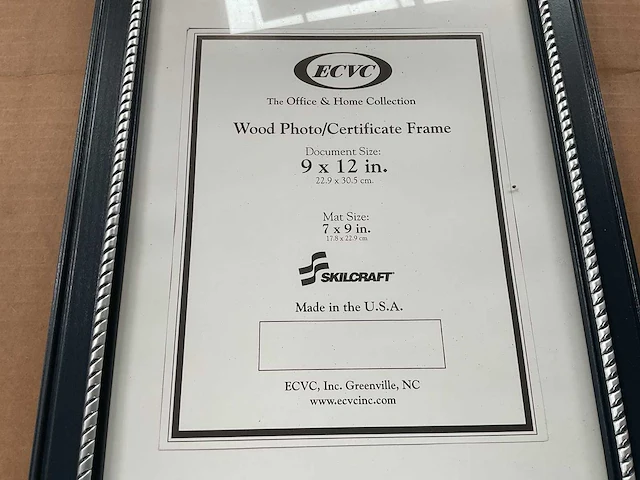 ECVC
The Office & Home Collection
Wood Photo/Certificate Frame
Document Size:
9 x 12 in.
22.9 x 30.5 cm.
Mat Size:
7 x 9 in.
17.8 x 22.9 cm.
SKILCRAFT
Made in the U.S.A.
ECVC, Inc. Greenville, NC
www.ecvcinc.com